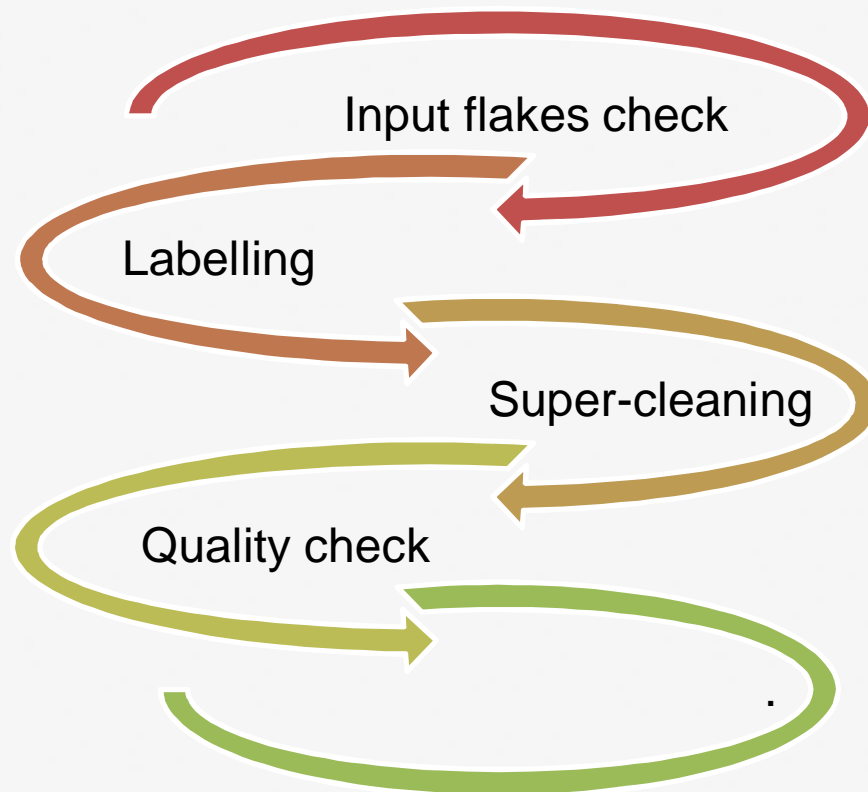 Input flakes check
Labelling
Super-cleaning
Quality check
.